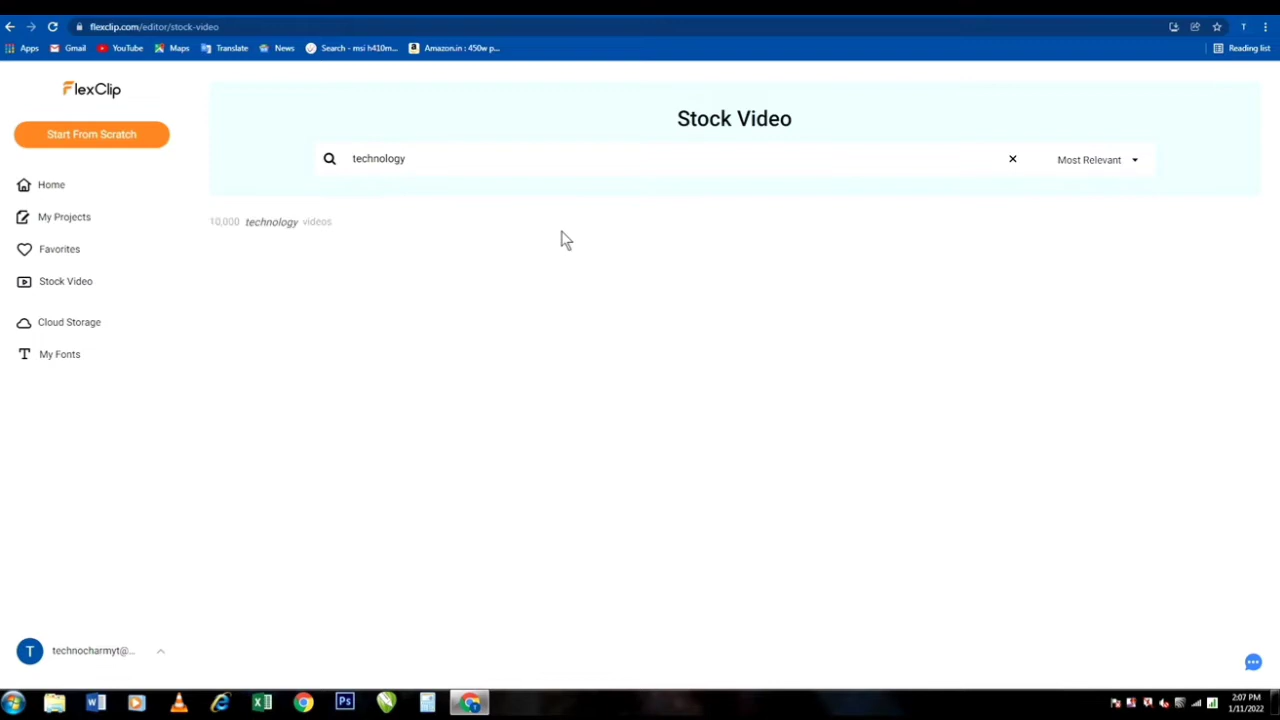 flexclip.com/editor/stock-video
T
Apps Gmail YouTube Maps Translate News Search - msi h410m... Amazon.in : 450w p... Reading list
FlexClip
Stock Video
Start From Scratch
technology
Most Relevant
Home
My Projects
10,000 technology videos
Favorites
Stock Video
Cloud Storage
My Fonts
T technocharmyt@...
2:07 PM
1/11/2022